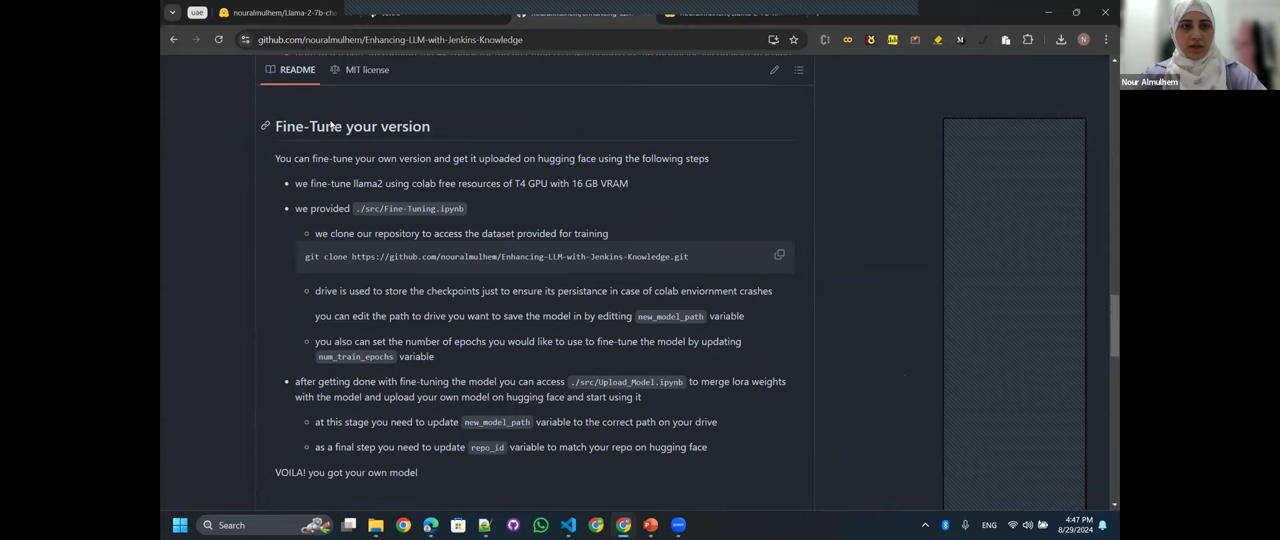 uae
nouralmulhem/Llama-2-7b-cha
github.com/nouralmulhem/Enhancing-LLM-with-Jenkins-Knowledge
README
MIT license
Nour Almulhem
Fine-Tune your version
You can fine-tune your own version and get it uploaded on hugging face using the following steps
we fine-tune llama2 using colab free resources of T4 GPU with 16 GB VRAM
we provided ./src/Fine-Tuning.ipynb
we clone our repository to access the dataset provided for training
git clone https://github.com/nouralmulhem/Enhancing-LLM-with-Jenkins-Knowledge.git
drive is used to store the checkpoints just to ensure its persistance in case of colab enviornment crashes
you can edit the path to drive you want to save the model in by editting new_model_path variable
you also can set the number of epochs you would like to use to fine-tune the model by updating
num_train_epochs variable
after getting done with fine-tuning the model you can access ./src/Upload_Model.ipynb to merge lora weights
with the model and upload your own model on hugging face and start using it
at this stage you need to update new_model_path variable to the correct path on your drive
as a final step you need to update repo_id variable to match your repo on hugging face
VOILA! you got your own model
Search
ENG
4:47 PM
8/29/2024